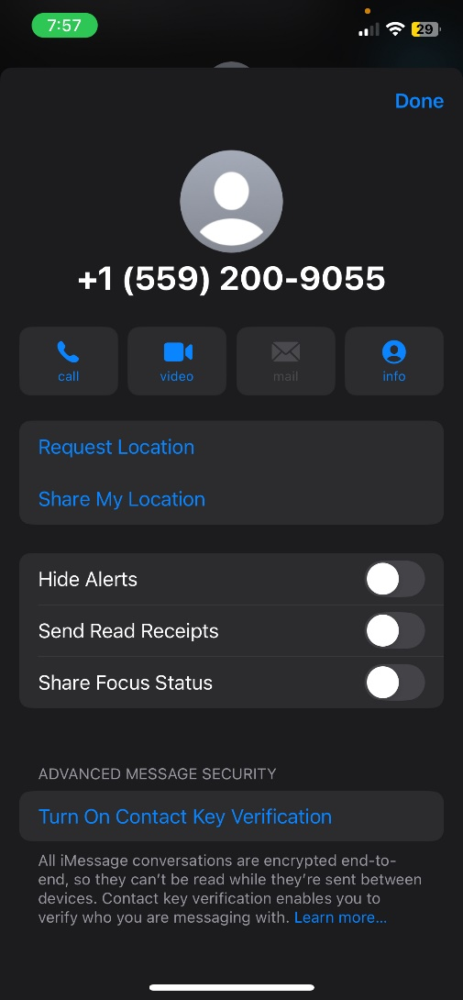 7:57
29
Done
+1 (559) 200-9055
call
video
mail
info
Request Location
Share My Location
Hide Alerts
Send Read Receipts
Share Focus Status
ADVANCED MESSAGE SECURITY
Turn On Contact Key Verification
All iMessage conversations are encrypted end-to-
end, so they can't be read while they're sent between
devices. Contact key verification enables you to
verify who you are messaging with. Learn more...